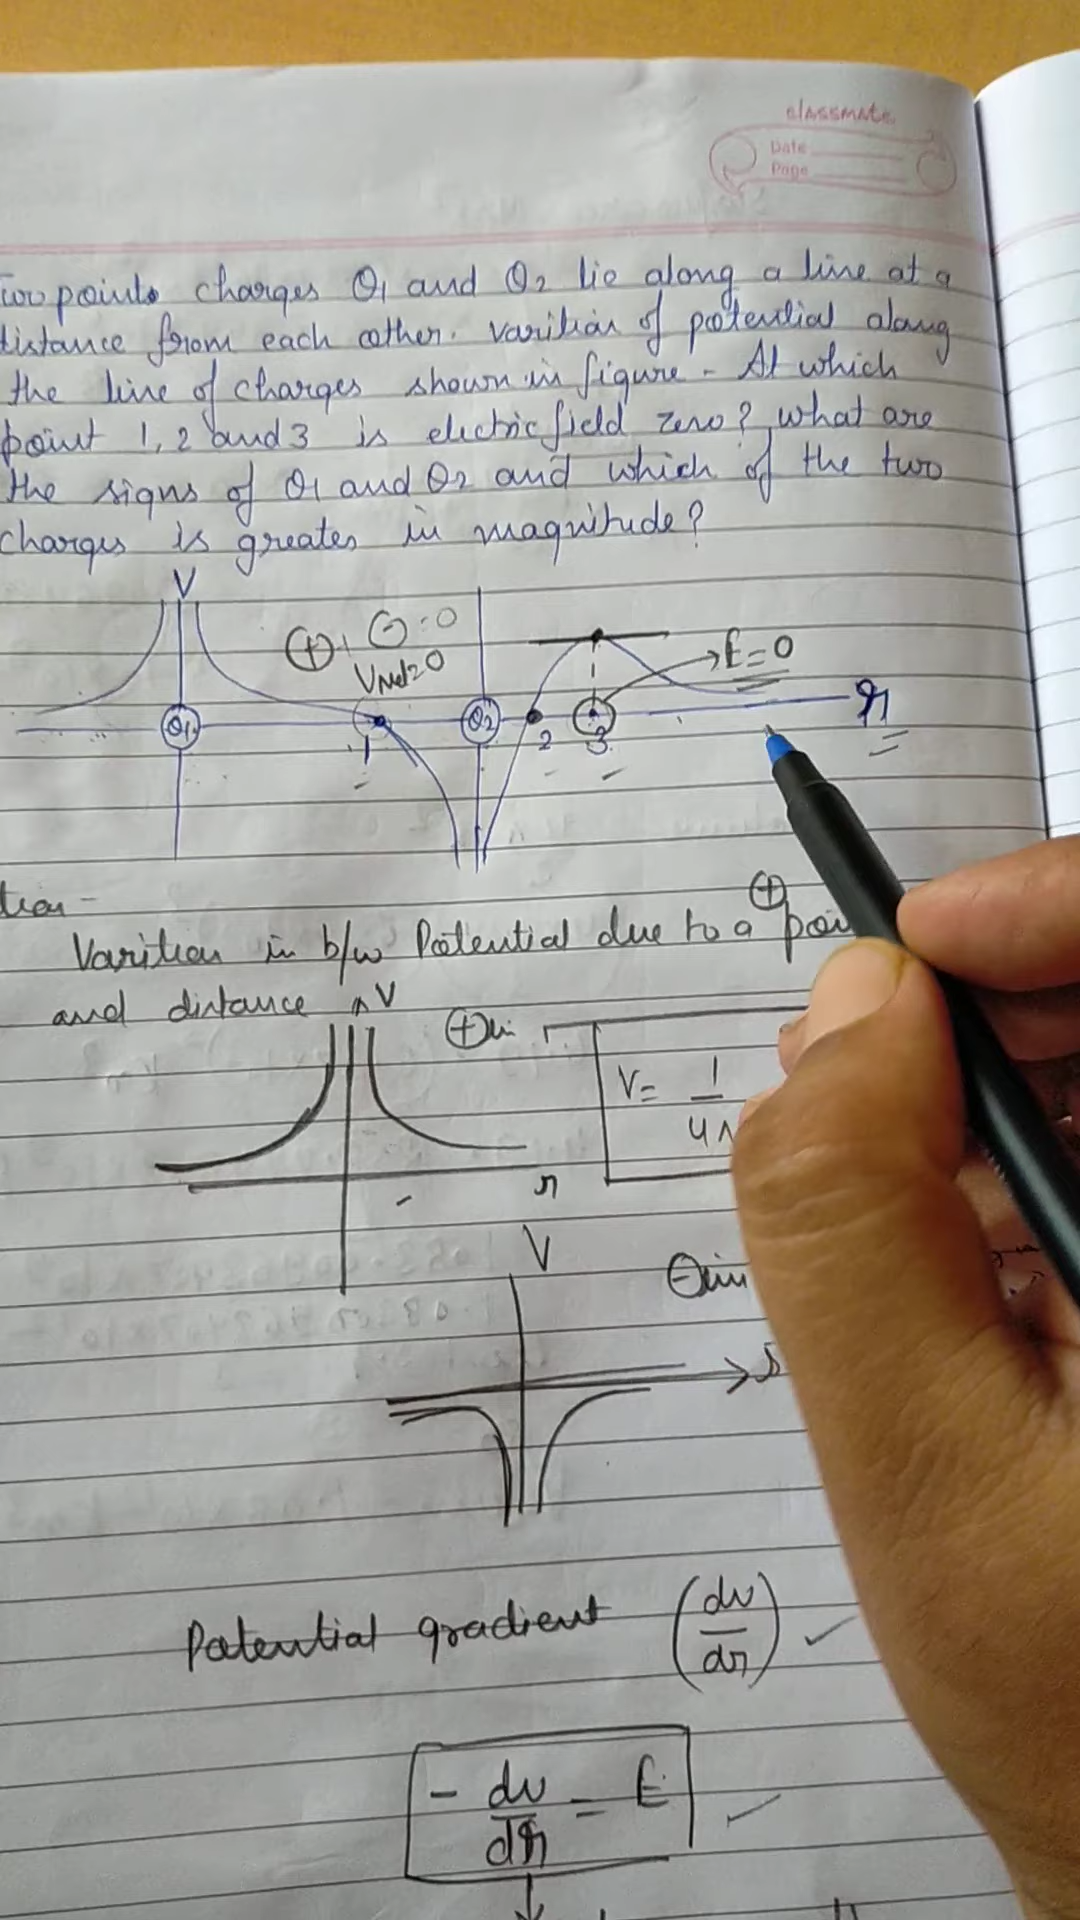 classmate
Date
Page
points charges Q1 and Q2 lie along a line at a
distance from each other. Varition of potential along
the line of charges shown in figure - At which
point 1, 2 and 3 is electric field zero? what are
the signs of Q1 and Q2 and which of the two
charges is greates in magnitude?
V
+ - = 0
Vnet=0
E=0
Q1 1 Q2 2 3 r
Varition in b/w Potential due to a +
and distance V
+
V= 1
r
V
-
Potential gradient (dv/dr)
- dv/dr = E